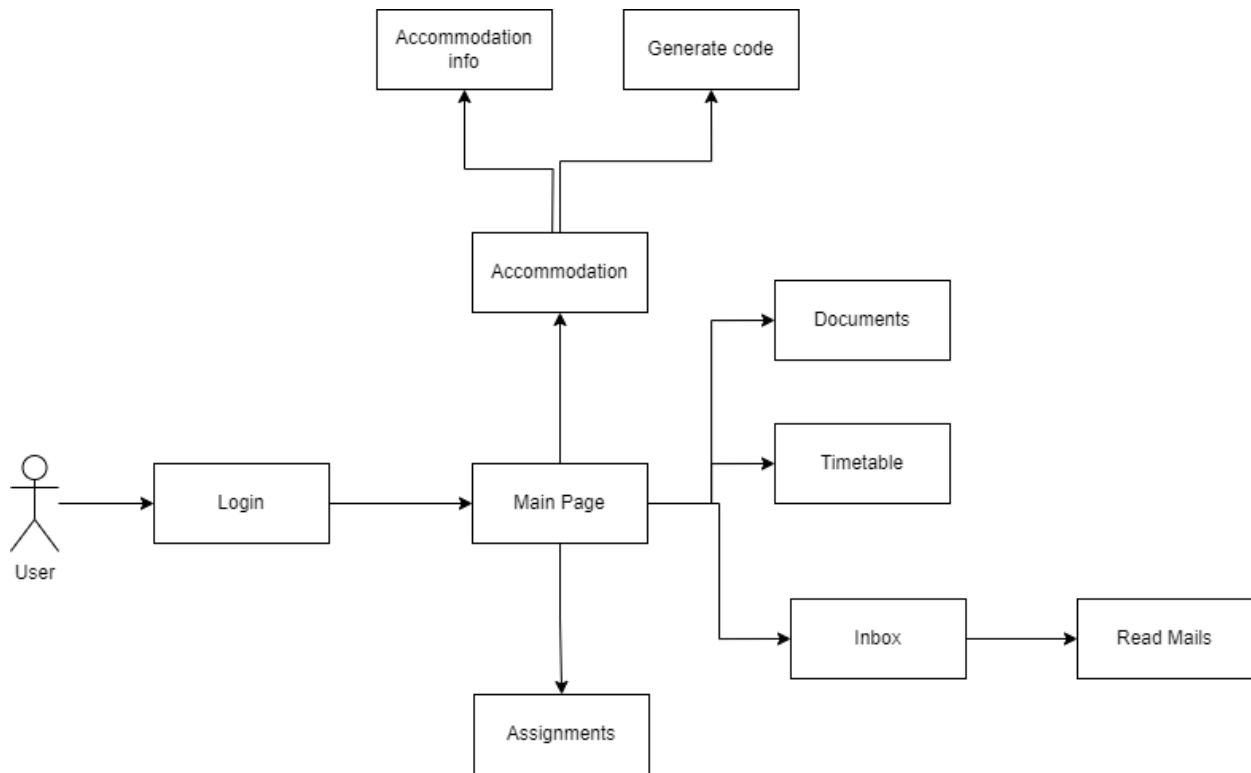 Accommodation
info
Generate code
Accommodation
Documents
Timetable
Login
Main Page
User
Inbox
Read Mails
Assignments